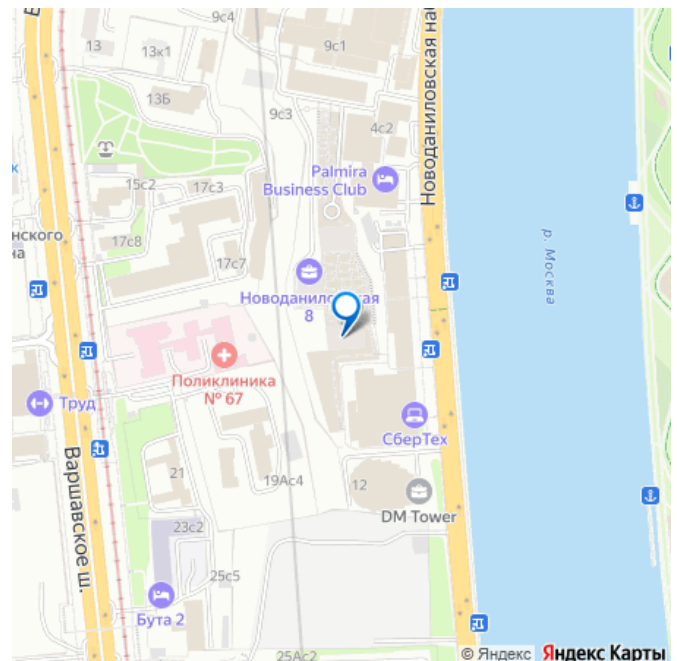 9с4
13
13к1
9с1
13Б
9с3
4с2
Новоданиловская наб
Palmira
Business Club
15с2
17с3
р. Москва
нского
на
17с8
17с7
Новоданиловская
8
Поликлиника
№ 67
Труд
СберТех
Варшавское ш.
21
19Ас4
12
DM Tower
23с2
25с5
Бута 2
25Ас2
© Яндекс Яндекс Карты